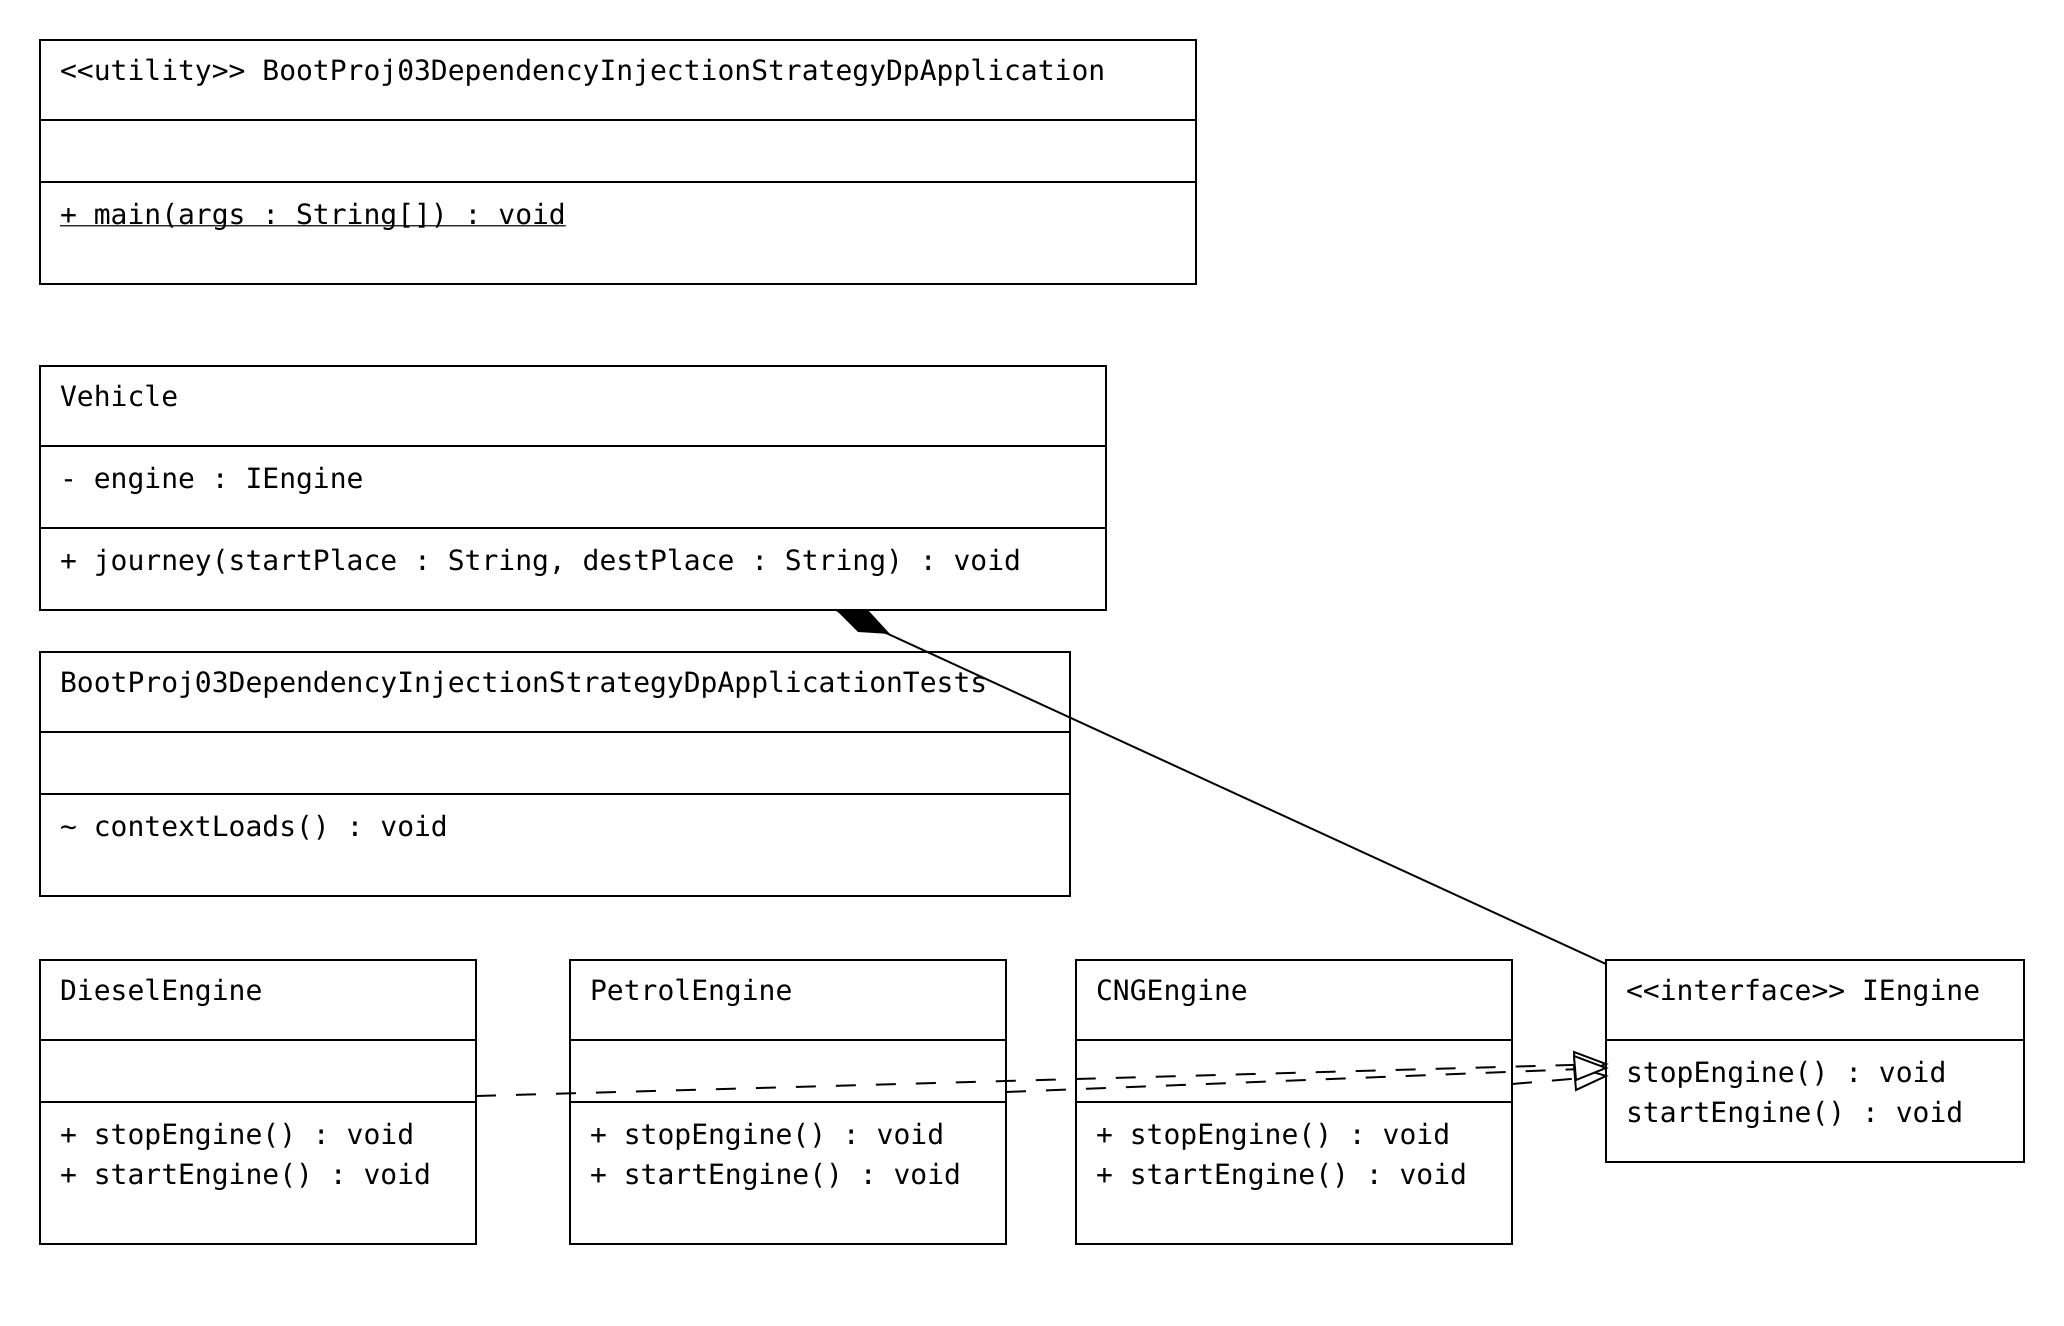 <<utility>> BootProj03DependencyInjectionStrategyDpApplication
+ main(args : String[]) : void
Vehicle
- engine : IEngine
+ journey(startPlace : String, destPlace : String) : void
BootProj03DependencyInjectionStrategyDpApplicationTests
~ contextLoads() : void
DieselEngine
+ stopEngine() : void
+ startEngine() : void
PetrolEngine
+ stopEngine() : void
+ startEngine() : void
CNGEngine
+ stopEngine() : void
+ startEngine() : void
<<interface>> IEngine
stopEngine() : void
startEngine() : void